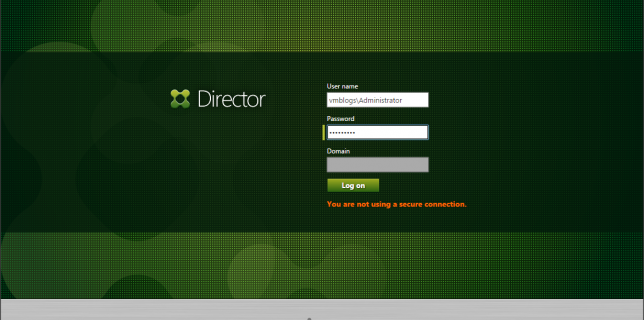 User name
Director
vmblogs\Administrator
Password
•••••••••
Domain
Log on
You are not using a secure connection.